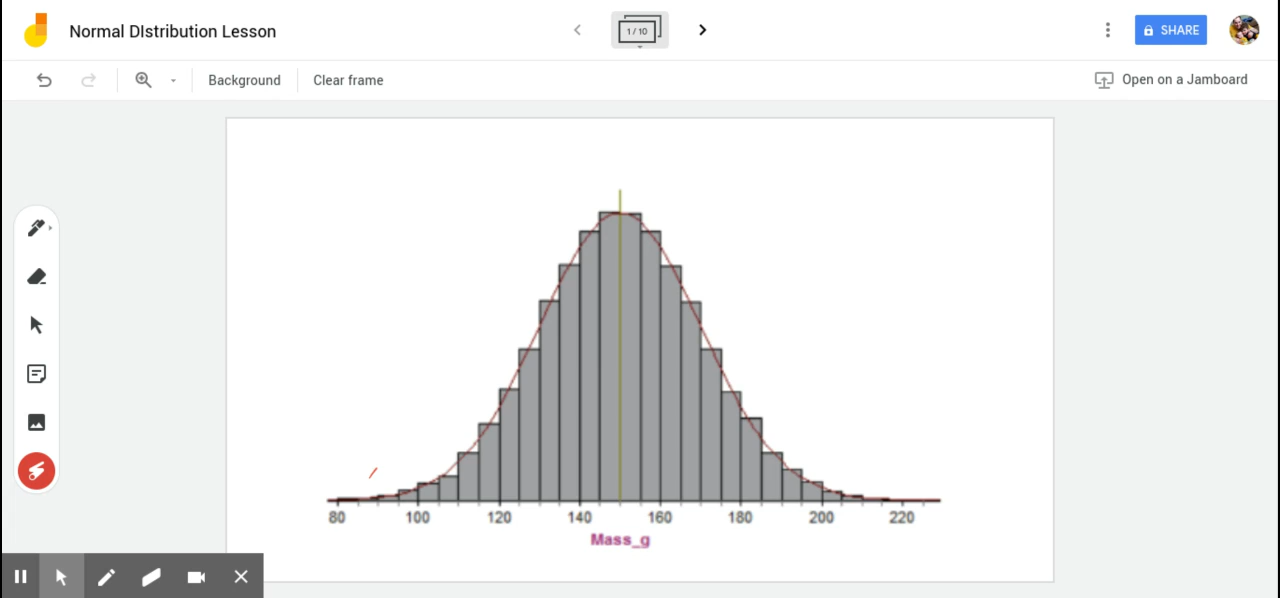 Normal DIstribution Lesson
1 / 10
SHARE
Background
Clear frame
Open on a Jamboard
80 100 120 140 160 180 200 220
Mass_g